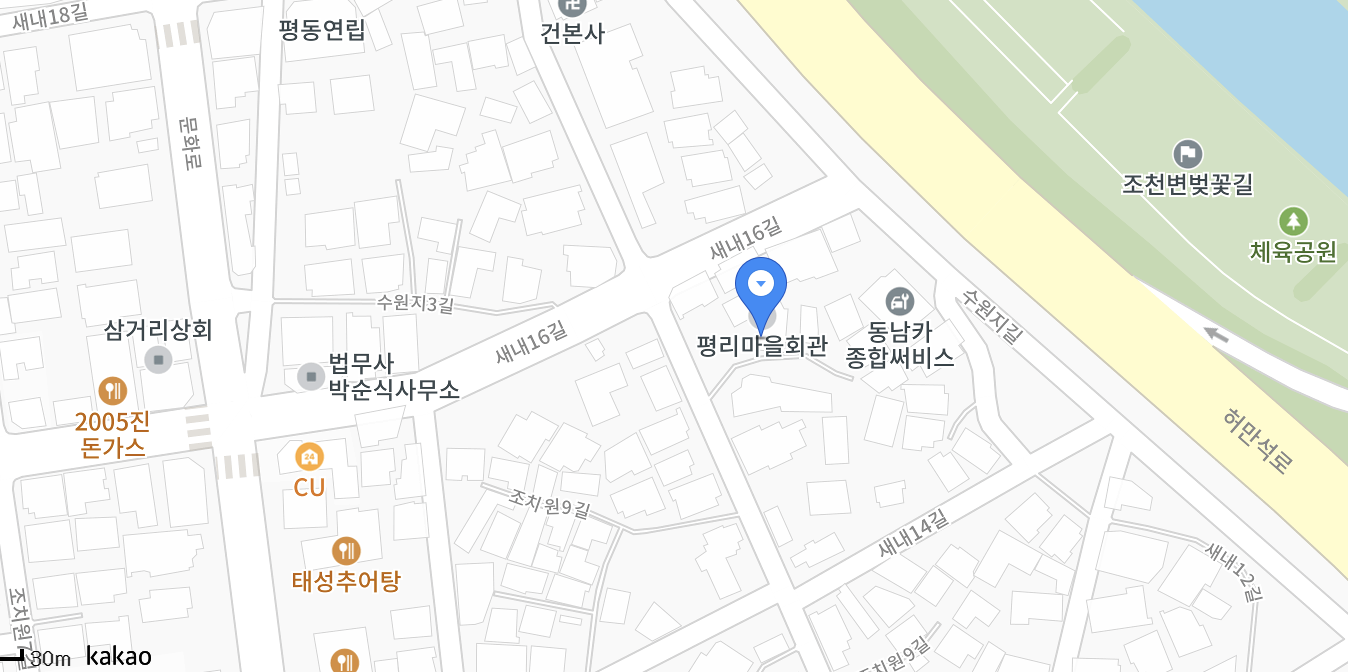 새내18길
평동연립
건본사
문화로
조천변벚꽃길
체육공원
새내16길
수원지3길
수원지길
삼거리상회
새내16길
평리마을회관
동남카
종합써비스
법무사
박순식사무소
2005진
돈가스
허만석로
24
CU
조치원9길
새내14길
새내12길
태성추어탕
조치원9길
30m
kakao